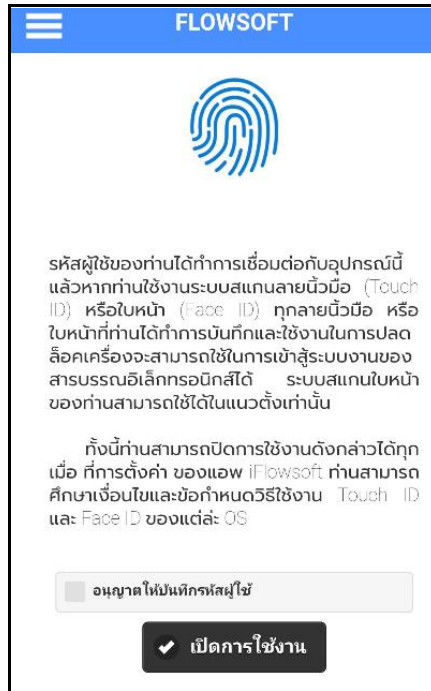 FLOWSOFT
รหัสผู้ใช้ของท่านได้ทำการเชื่อมต่อกับอุปกรณ์นี้
แล้วหากท่านใช้งานระบบสแกนลายนิ้วมือ (Touch
ID) หรือใบหน้า (Face ID) ทุกลายนิ้วมือ หรือ
ใบหน้าที่ท่านได้ทำการบันทึกและใช้งานในการปลด
ล็อคเครื่องจะสามารถใช้ในการเข้าสู้ระบบงานของ
สารบรรณอิเล็กทรอนิกส์ได้ ระบบสแกนใบหน้า
ของท่านสามารถใช้ได้ในแนวตั้งเท่านั้น
ทั้งนี้ท่านสามารถปิดการใช้งานดังกล่าวได้ทุก
เมื่อ ที่การตั้งค่า ของแอพ iFlowsoft ท่านสามารถ
ศึกษาเงื่อนไขและข้อกำหนดวิธีใช้งาน Touch ID
และ Face ID ของแต่ล่ะ OS
อนุญาตให้บันทึกรหัสผู้ใช้
เปิดการใช้งาน